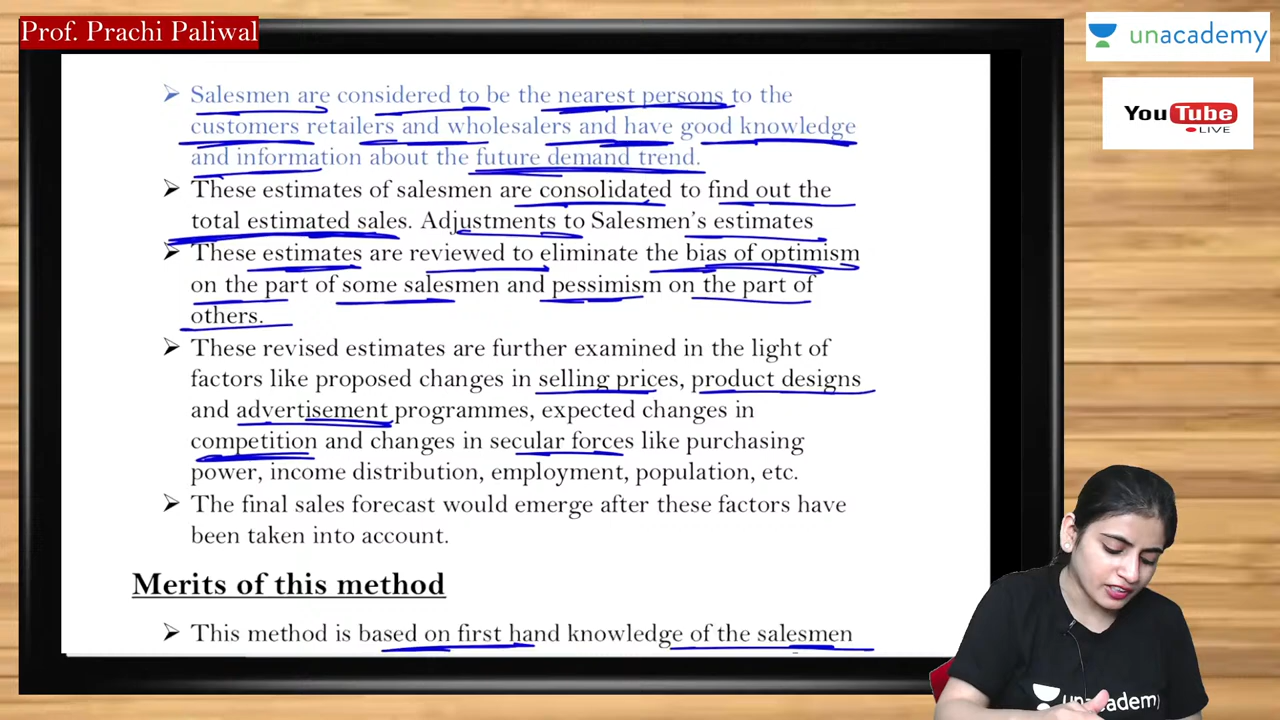 Prof. Prachi Paliwal
unacademy
YouTube
LIVE
➢ Salesmen are considered to be the nearest persons to the
customers retailers and wholesalers and have good knowledge
and information about the future demand trend.
➢ These estimates of salesmen are consolidated to find out the
total estimated sales. Adjustments to Salesmen's estimates
➢ These estimates are reviewed to eliminate the bias of optimism
on the part of some salesmen and pessimism on the part of
others.
➢ These revised estimates are further examined in the light of
factors like proposed changes in selling prices, product designs
and advertisement programmes, expected changes in
competition and changes in secular forces like purchasing
power, income distribution, employment, population, etc.
➢ The final sales forecast would emerge after these factors have
been taken into account.
Merits of this method
➢ This method is based on first hand knowledge of the salesmen
unacademy